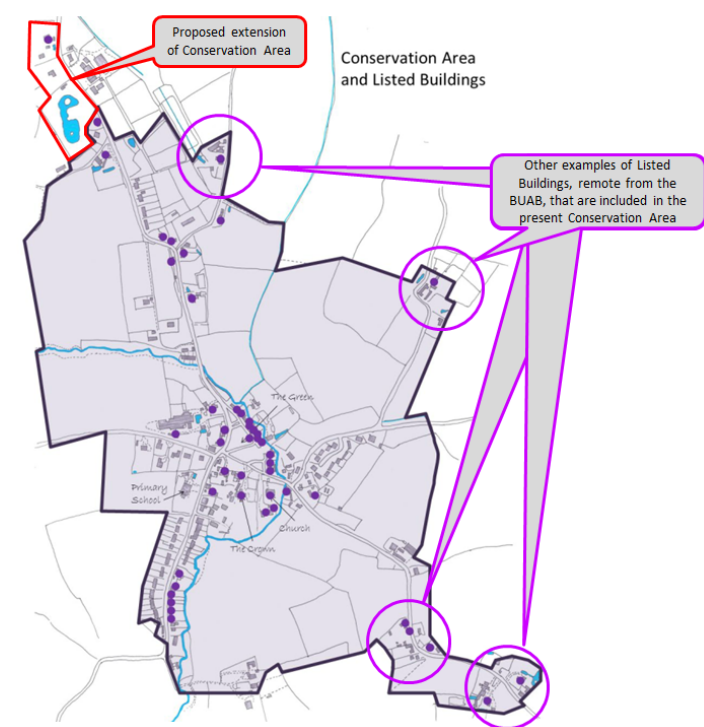 Proposed extension
of Conservation Area
Conservation Area
and Listed Buildings
Other examples of Listed
Buildings, remote from the
BUAB, that are included in the
present Conservation Area
The Green
Primary
School
Church
The Crown